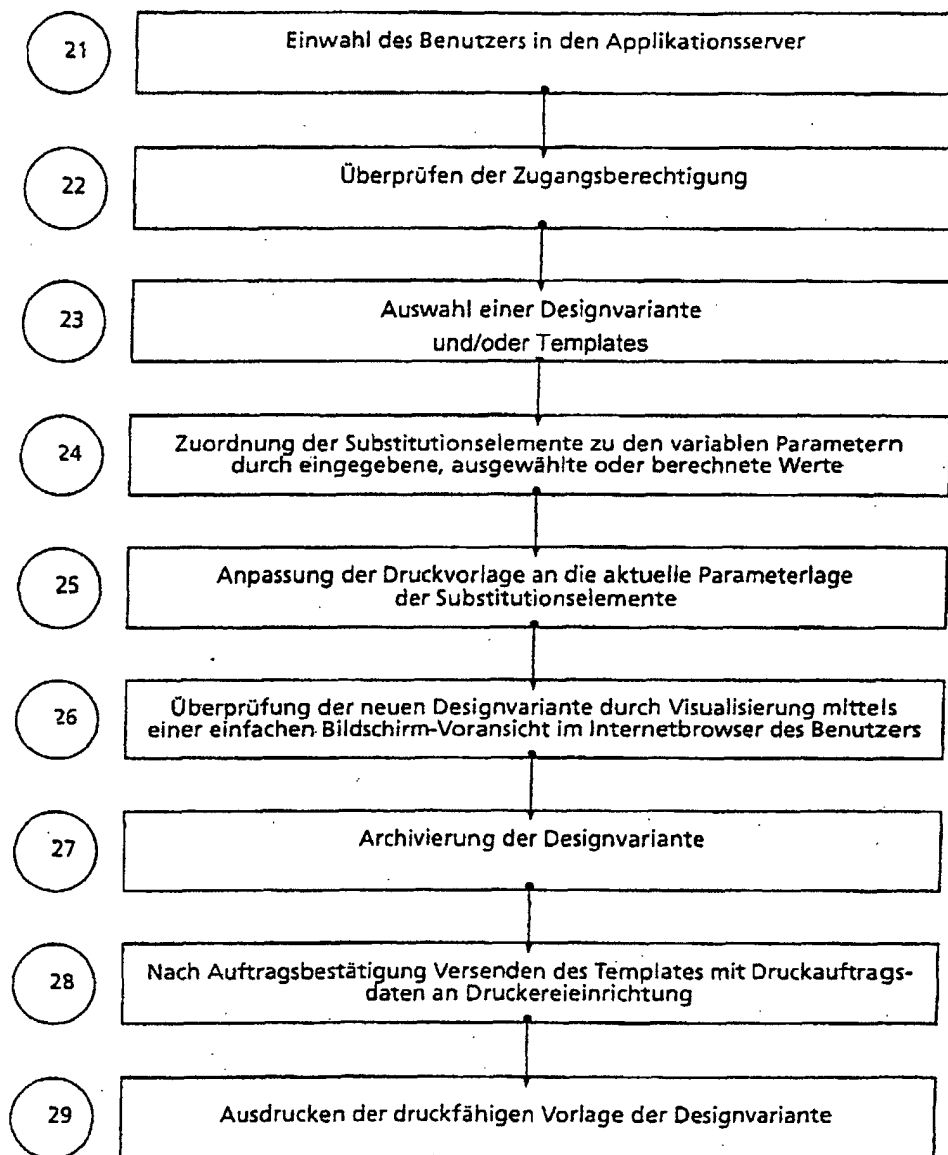 21
Einwahl des Benutzers in den Applikationsserver
22
Überprüfen der Zugangsberechtigung
23
Auswahl einer Designvariante
und/oder Templates
24
Zuordnung der Substitutionselemente zu den variablen Parametern
durch eingegebene, ausgewählte oder berechnete Werte
25
Anpassung der Druckvorlage an die aktuelle Parameterlage
der Substitutionselemente
26
Überprüfung der neuen Designvariante durch Visualisierung mittels
einer einfachen Bildschirm-Voransicht im Internetbrowser des Benutzers
27
Archivierung der Designvariante
28
Nach Auftragsbestätigung Versenden des Templates mit Druckauftrags-
daten an Druckereieinrichtung
29
Ausdrucken der druckfähigen Vorlage der Designvariante